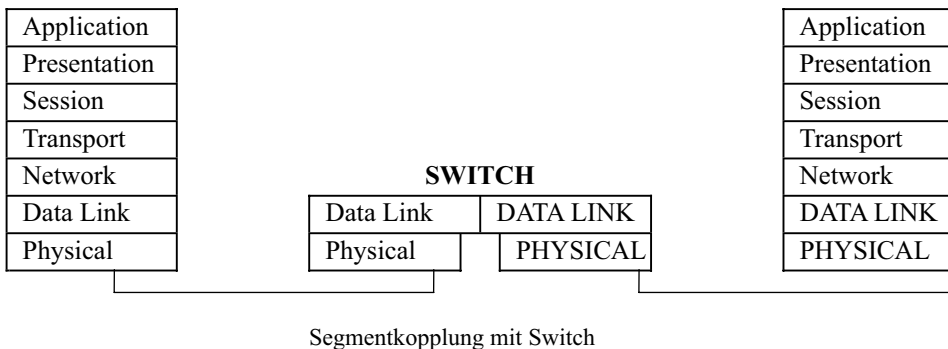 Application
Presentation
Session
Transport
Network
Data Link
Physical
SWITCH
Data Link DATA LINK
Physical PHYSICAL
Application
Presentation
Session
Transport
Network
DATA LINK
PHYSICAL
Segmentkopplung mit Switch